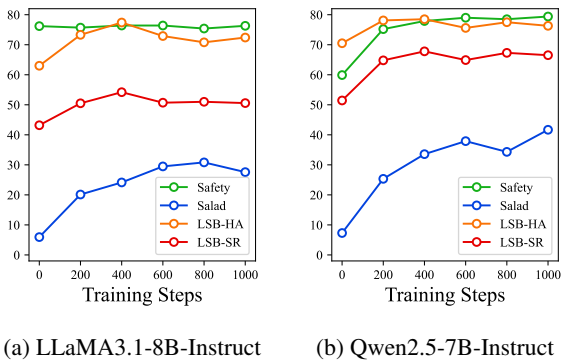 80
70
60
50
40
30
20
10
0
Safety
Salad
LSB-HA
LSB-SR
0 200 400 600 800 1000
Training Steps
(a) LLaMA3.1-8B-Instruct
80
70
60
50
40
30
20
10
0
Safety
Salad
LSB-HA
LSB-SR
0 200 400 600 800 1000
Training Steps
(b) Qwen2.5-7B-Instruct